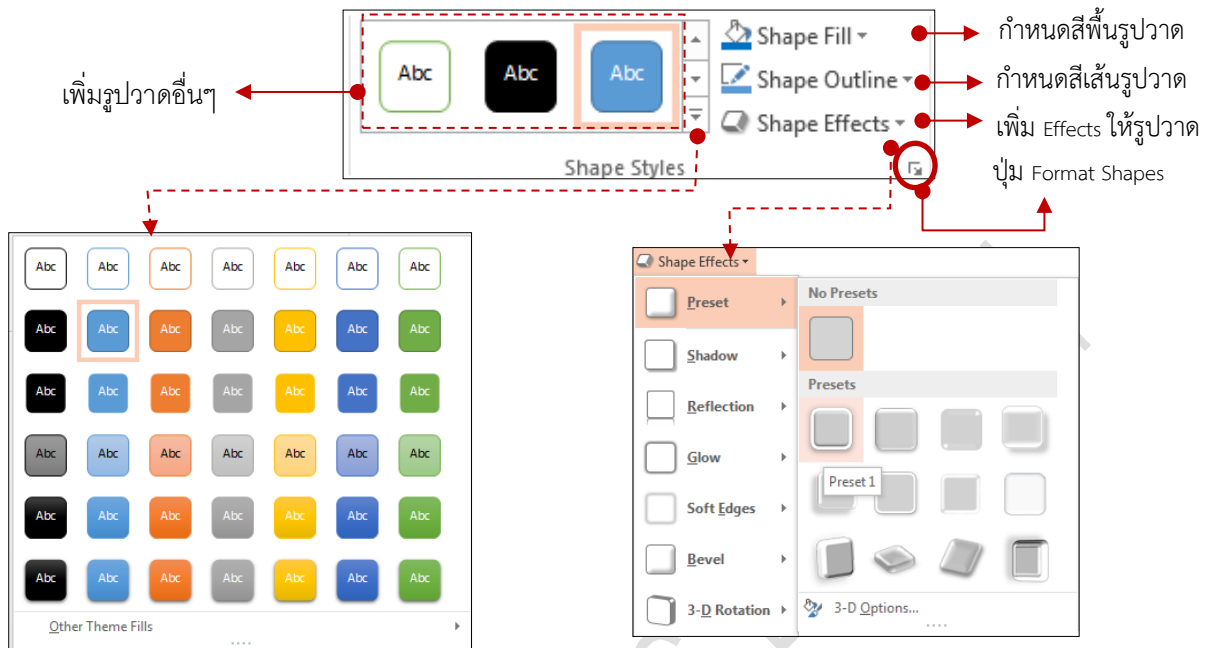 Abc Abc Abc
Shape Fill
Shape Outline
Shape Effects
Shape Styles
เพิ่มรูปวาดอื่นๆ
กำหนดสีพื้นรูปวาด
กำหนดสีเส้นรูปวาด
เพิ่ม Effects ให้รูปวาด
ปุ่ม Format Shapes
Abc Abc Abc Abc Abc Abc Abc
Abc Abc Abc Abc Abc Abc Abc
Abc Abc Abc Abc Abc Abc Abc
Abc Abc Abc Abc Abc Abc Abc
Abc Abc Abc Abc Abc Abc Abc
Abc Abc Abc Abc Abc Abc Abc
Other Theme Fills
Shape Effects
Preset
Shadow
Reflection
Glow
Soft Edges
Bevel
3-D Rotation
No Presets
Presets
Preset 1
3-D Options...